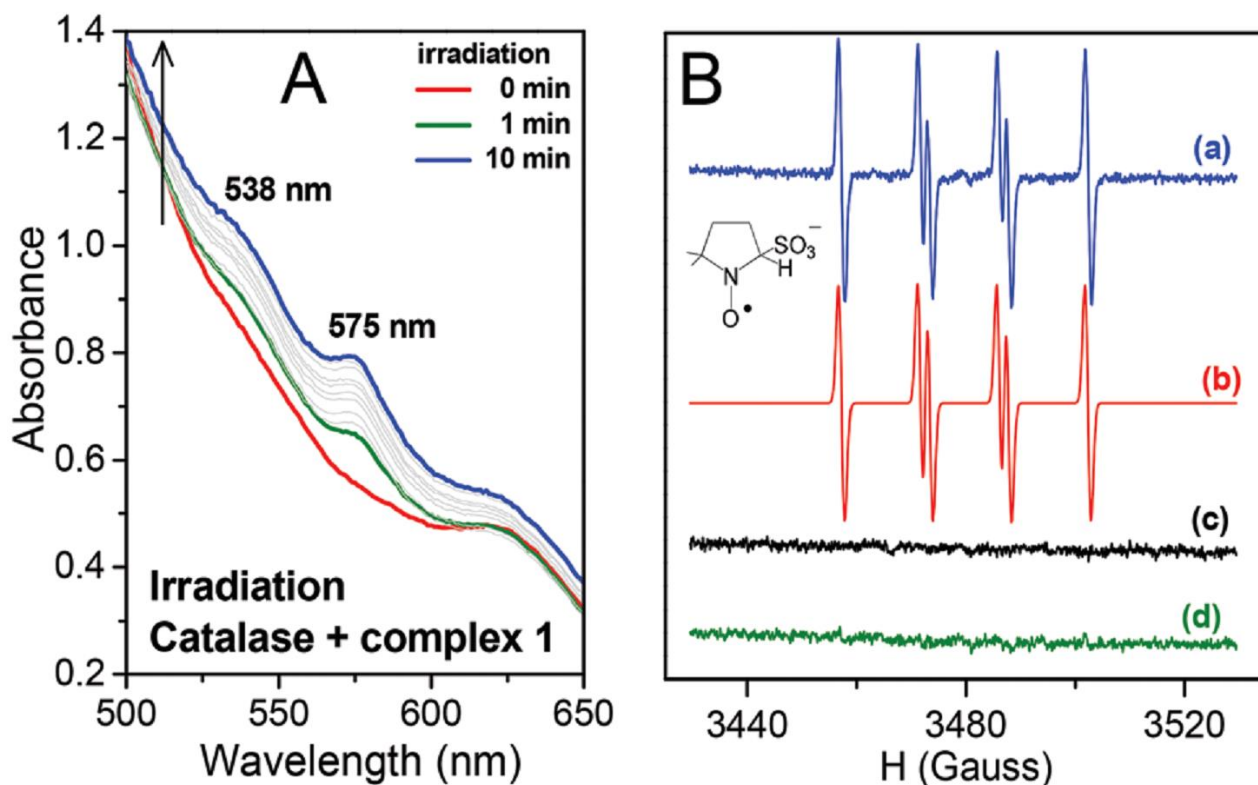 A
irradiation
0 min
1 min
10 min
538 nm
575 nm
Irradiation
Catalase + complex 1
Absorbance
1.4
1.2
1.0
0.8
0.6
0.4
0.2
500
550
600
650
Wavelength (nm)
B
(a)
SO₃⁻
H
N
O•
(b)
(c)
(d)
3440
3480
3520
H (Gauss)